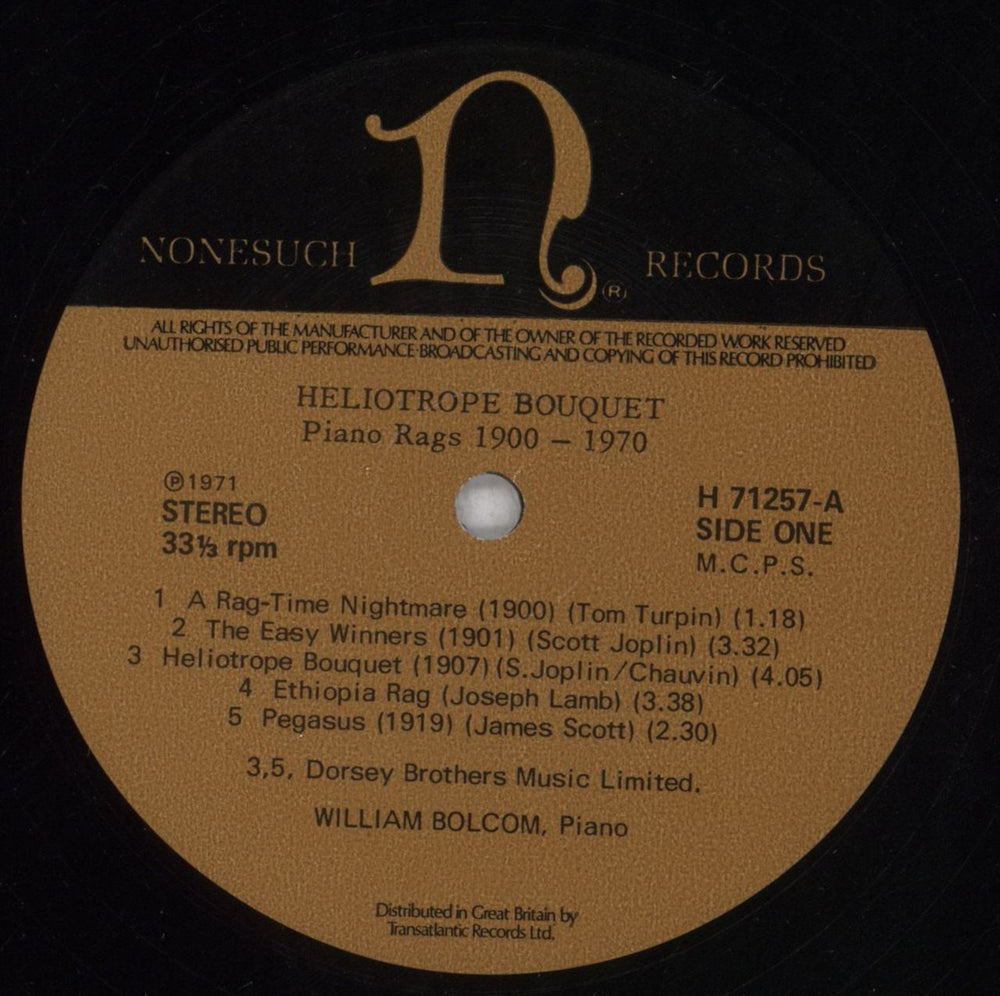 n
NONESUCH RECORDS
®
ALL RIGHTS OF THE MANUFACTURER AND OF THE OWNER OF THE RECORDED WORK RESERVED
UNAUTHORISED PUBLIC PERFORMANCE·BROADCASTING AND COPYING OF THIS RECORD PROHIBITED
HELIOTROPE BOUQUET
Piano Rags 1900 – 1970
℗1971
STEREO
33⅓ rpm
H 71257-A
SIDE ONE
M.C.P.S.
1 A Rag-Time Nightmare (1900) (Tom Turpin) (1.18)
2 The Easy Winners (1901) (Scott Joplin) (3.32)
3 Heliotrope Bouquet (1907) (S.Joplin/Chauvin) (4.05)
4 Ethiopia Rag (Joseph Lamb) (3.38)
5 Pegasus (1919) (James Scott) (2.30)
3,5, Dorsey Brothers Music Limited.
WILLIAM BOLCOM, Piano
Distributed in Great Britain by
Transatlantic Records Ltd.